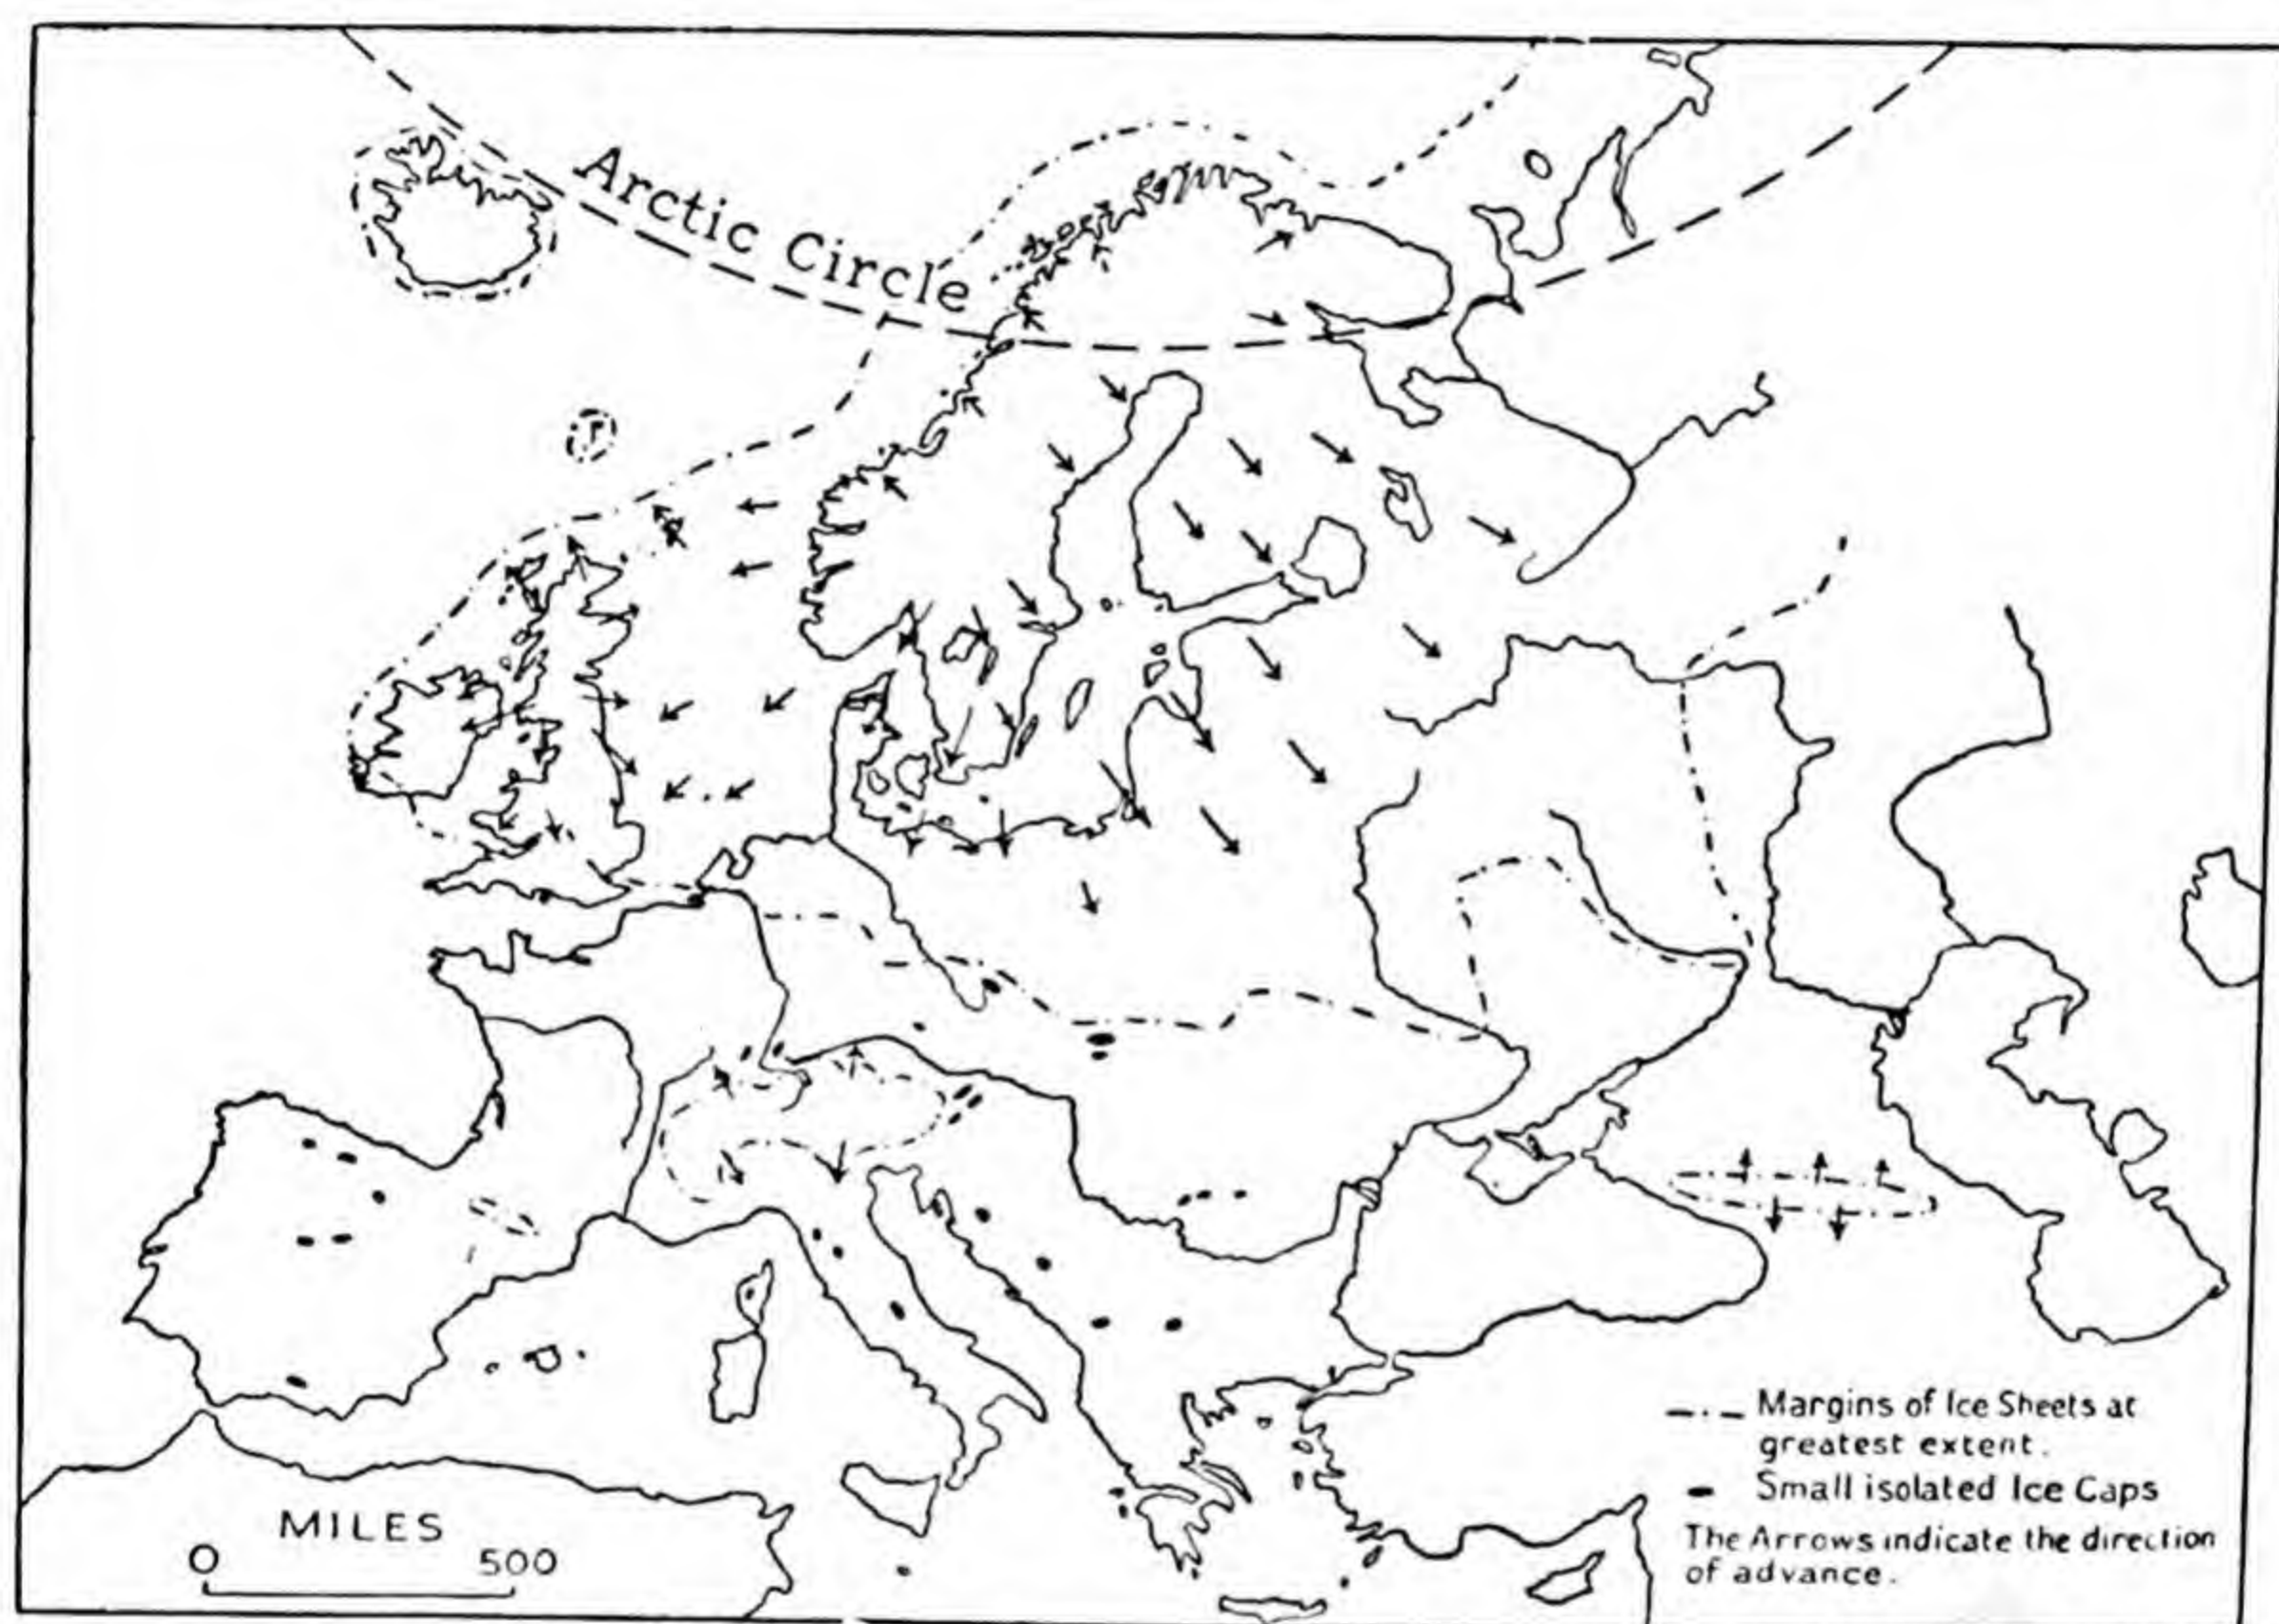 Arctic Circle
Margins of Ice Sheets at
greatest extent.
Small isolated Ice Caps
The Arrows indicate the direction
of advance.
MILES
0 500